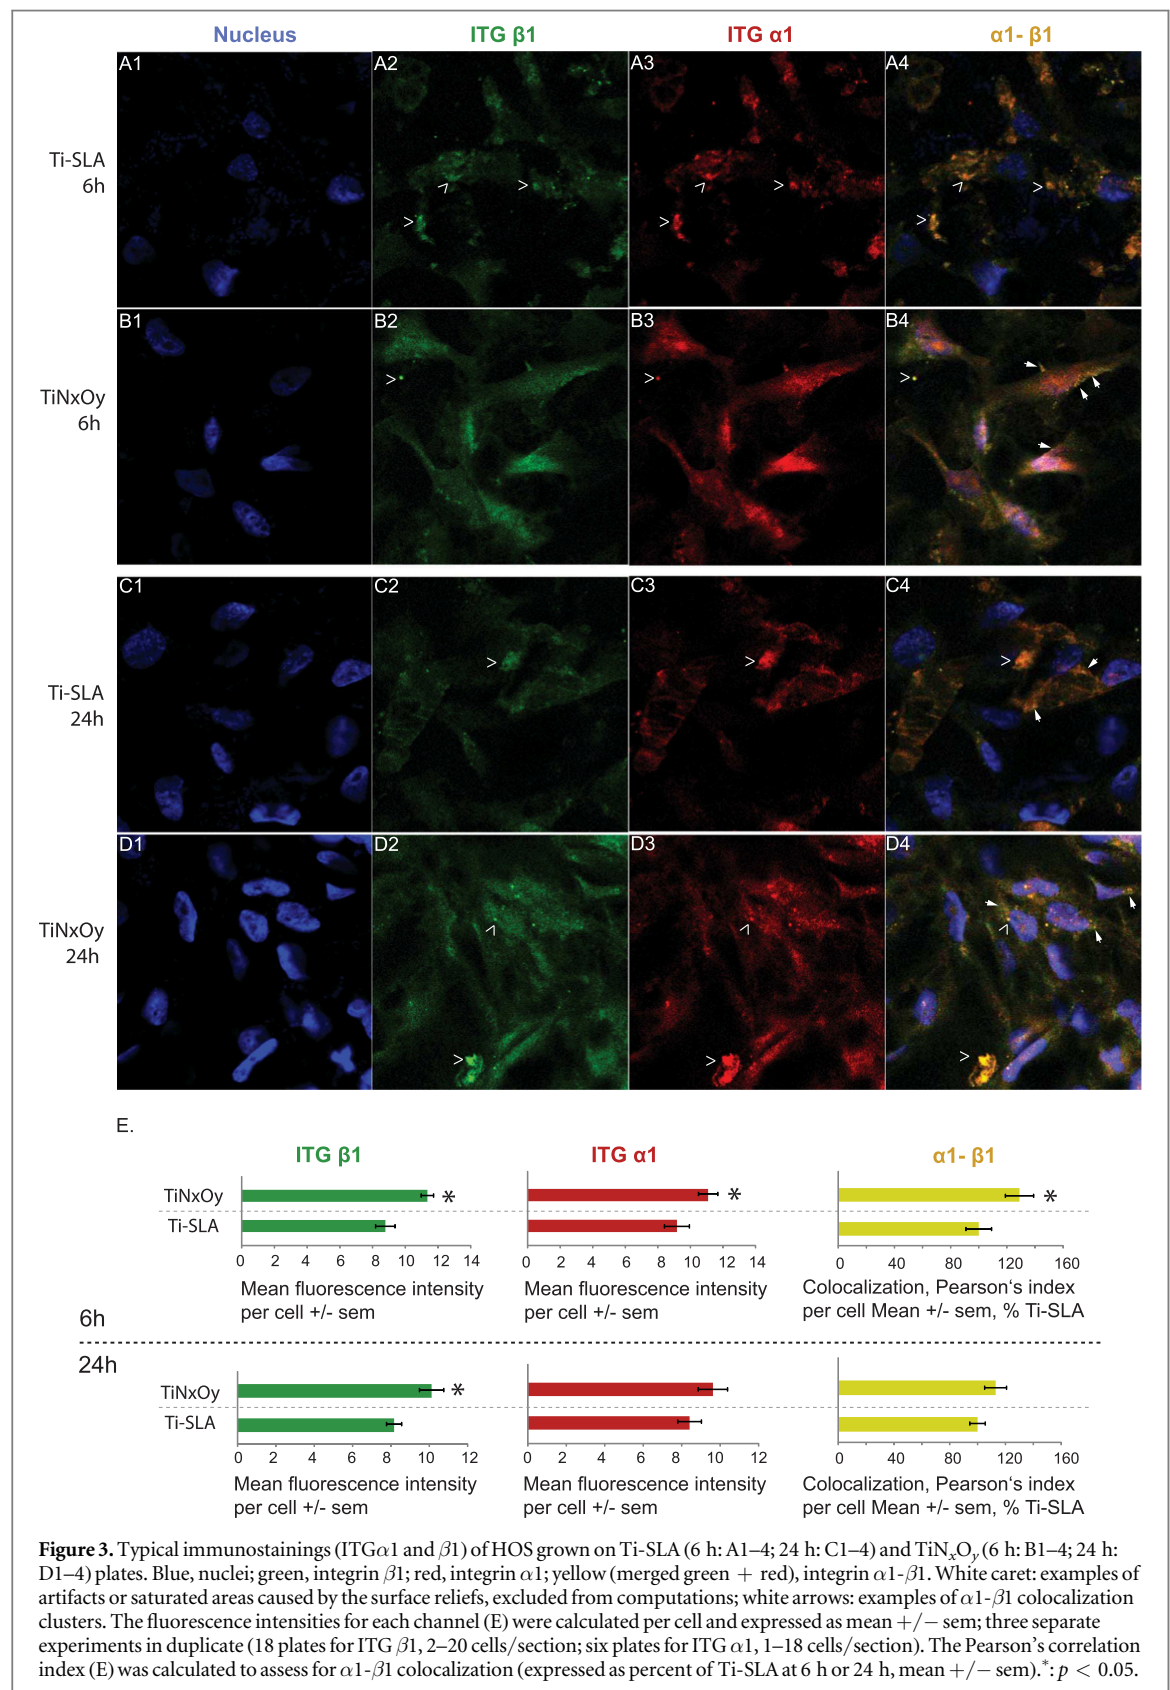 Nucleus ITG β1 ITG α1 α1- β1
A1 A2 A3 A4
Ti-SLA
6h
> > >
> > >
> > >
B1 B2 B3 B4
TiNxOy
6h
> > >
C1 C2 C3 C4
Ti-SLA
24h
> > >
D1 D2 D3 D4
TiNxOy
24h
> > >
> > >
E.
ITG β1 ITG α1 α1- β1
TiNxOy * * *
Ti-SLA
0 2 4 6 8 10 12 14 0 2 4 6 8 10 12 14 0 40 80 120 160
Mean fluorescence intensity Mean fluorescence intensity Colocalization, Pearson‘s index
per cell +/- sem per cell +/- sem per cell Mean +/- sem, % Ti-SLA
6h
24h
TiNxOy *
Ti-SLA
0 2 4 6 8 10 12 0 2 4 6 8 10 12 0 40 80 120 160
Mean fluorescence intensity Mean fluorescence intensity Colocalization, Pearson‘s index
per cell +/- sem per cell +/- sem per cell Mean +/- sem, % Ti-SLA
Figure 3. Typical immunostainings (ITGα1 and β1) of HOS grown on Ti-SLA (6 h: A1–4; 24 h: C1–4) and TiNxOy (6 h: B1–4; 24 h:
D1–4) plates. Blue, nuclei; green, integrin β1; red, integrin α1; yellow (merged green + red), integrin α1-β1. White caret: examples of
artifacts or saturated areas caused by the surface reliefs, excluded from computations; white arrows: examples of α1-β1 colocalization
clusters. The fluorescence intensities for each channel (E) were calculated per cell and expressed as mean +/− sem; three separate
experiments in duplicate (18 plates for ITG β1, 2–20 cells/section; six plates for ITG α1, 1–18 cells/section). The Pearson’s correlation
index (E) was calculated to assess for α1-β1 colocalization (expressed as percent of Ti-SLA at 6 h or 24 h, mean +/− sem).*: p < 0.05.